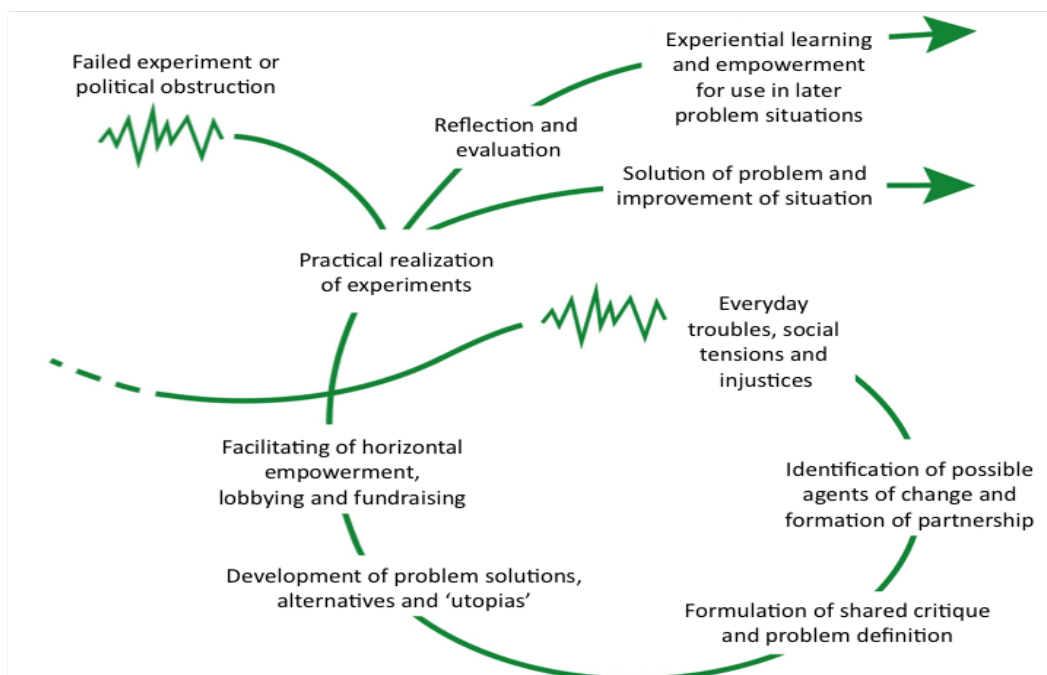 Failed experiment or
political obstruction
Experiential learning
and empowerment
for use in later
problem situations
Reflection and
evaluation
Solution of problem and
improvement of situation
Practical realization
of experiments
Everyday
troubles, social
tensions and
injustices
Facilitating of horizontal
empowerment,
lobbying and fundraising
Identification of possible
agents of change and
formation of partnership
Development of problem solutions,
alternatives and ‘utopias’
Formulation of shared critique
and problem definition